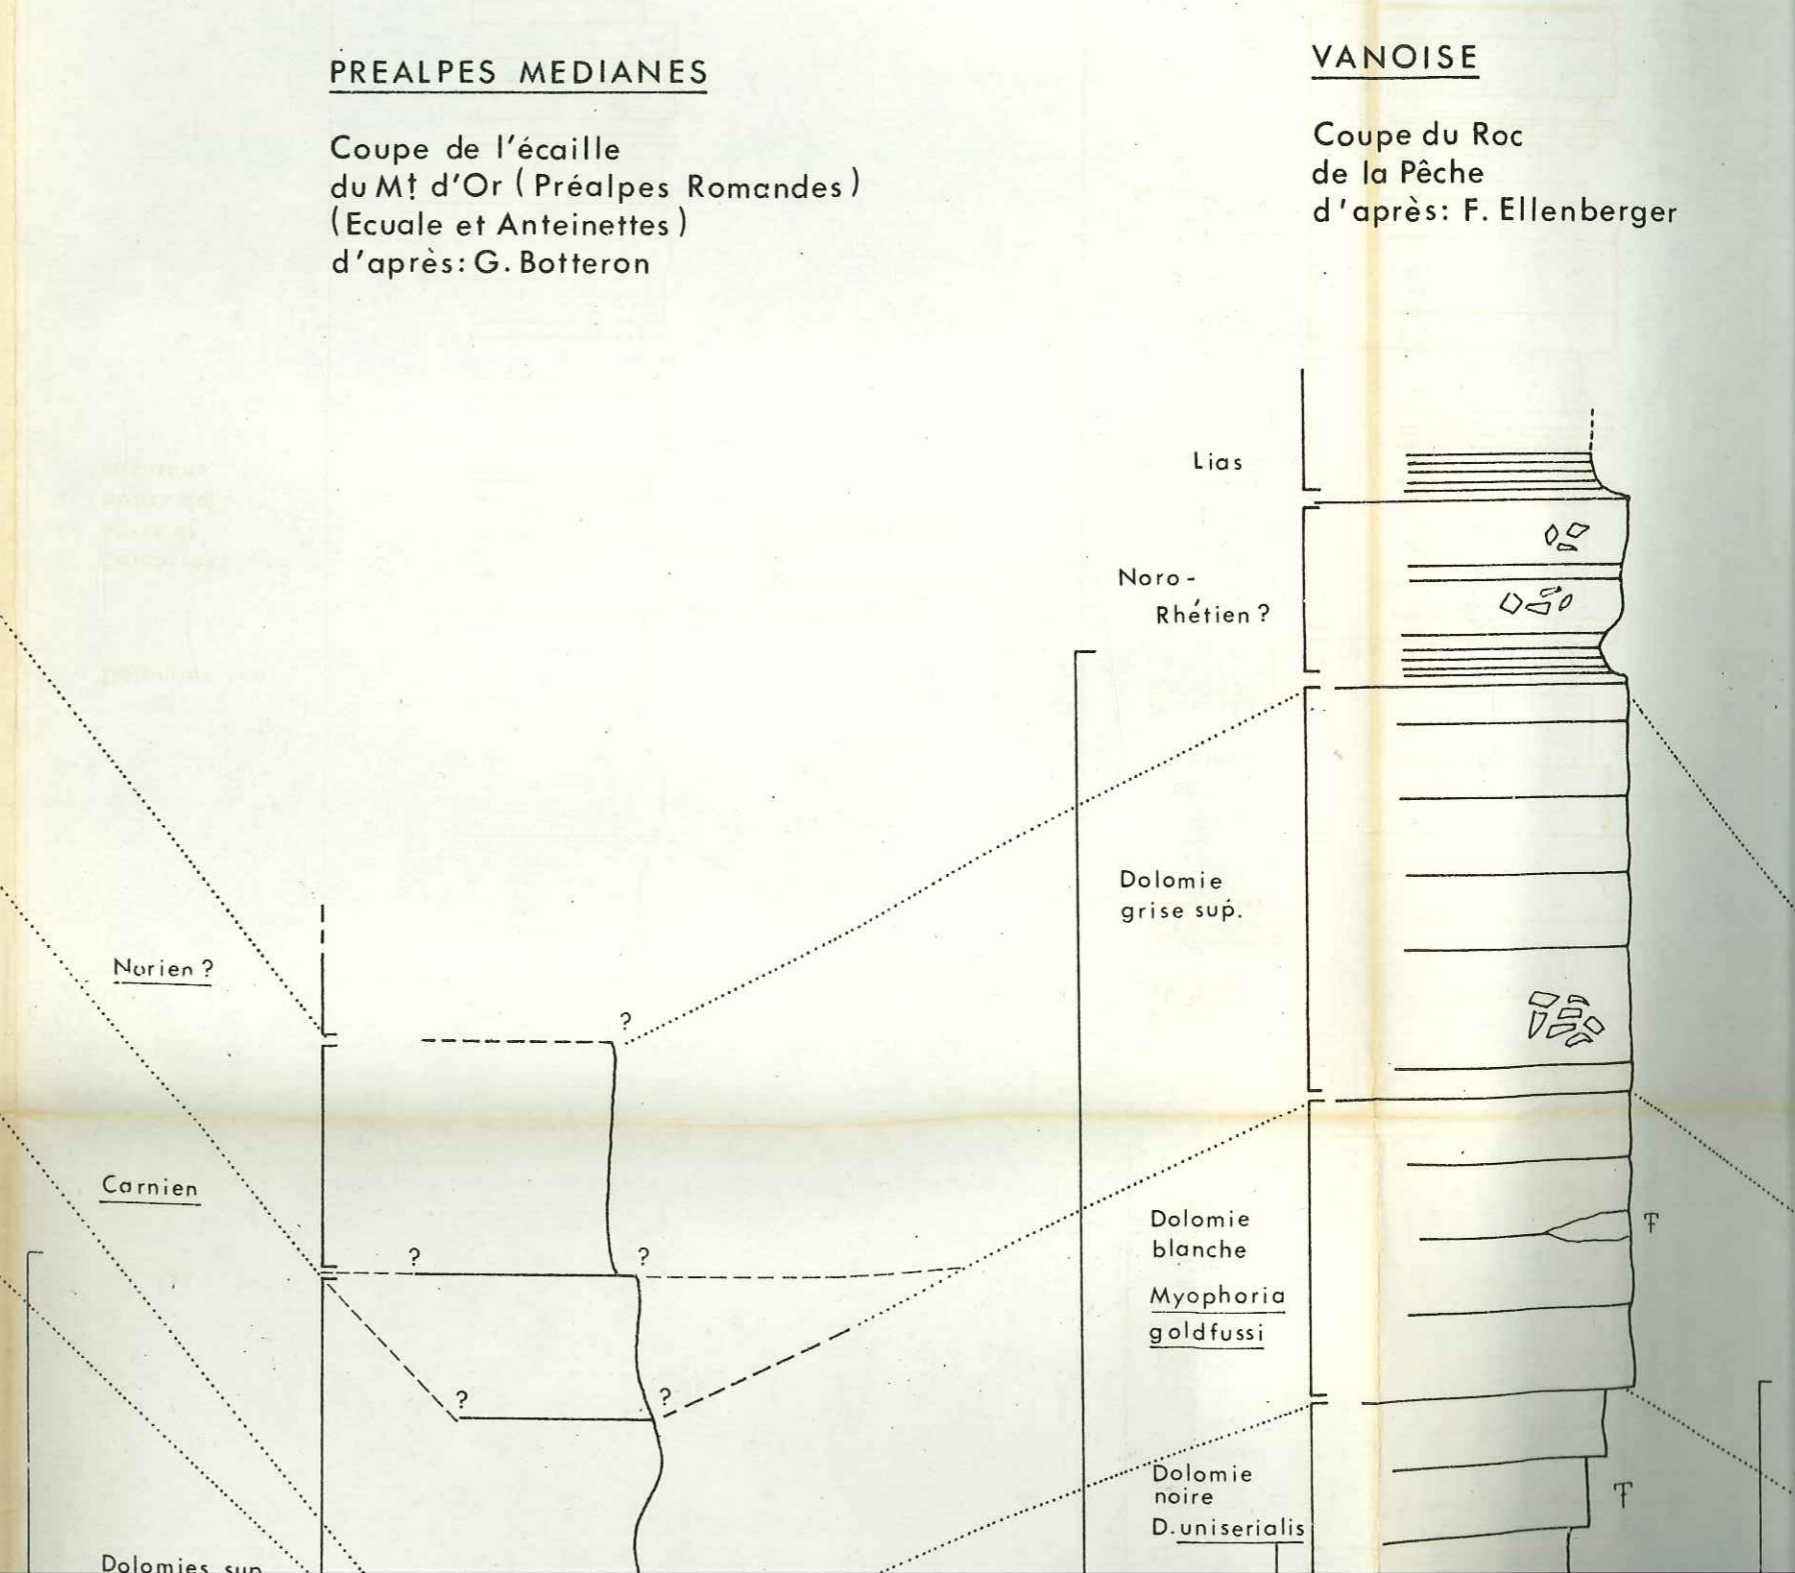 PREALPES MEDIANES
Coupe de l'écaille
du Mt d'Or (Préalpes Romandes)
(Ecuale et Anteinettes)
d'après: G. Botteron
VANOISE
Coupe du Roc
de la Pêche
d'après: F. Ellenberger
Lias
Noro-
Rhétien ?
Dolomie
grise sup.
Norien ?
?
Carnien
?
?
Dolomie
blanche
Myophoria
goldfussi
F
?
?
Dolomie
noire
D. uniserialis
F
Dolomies sup